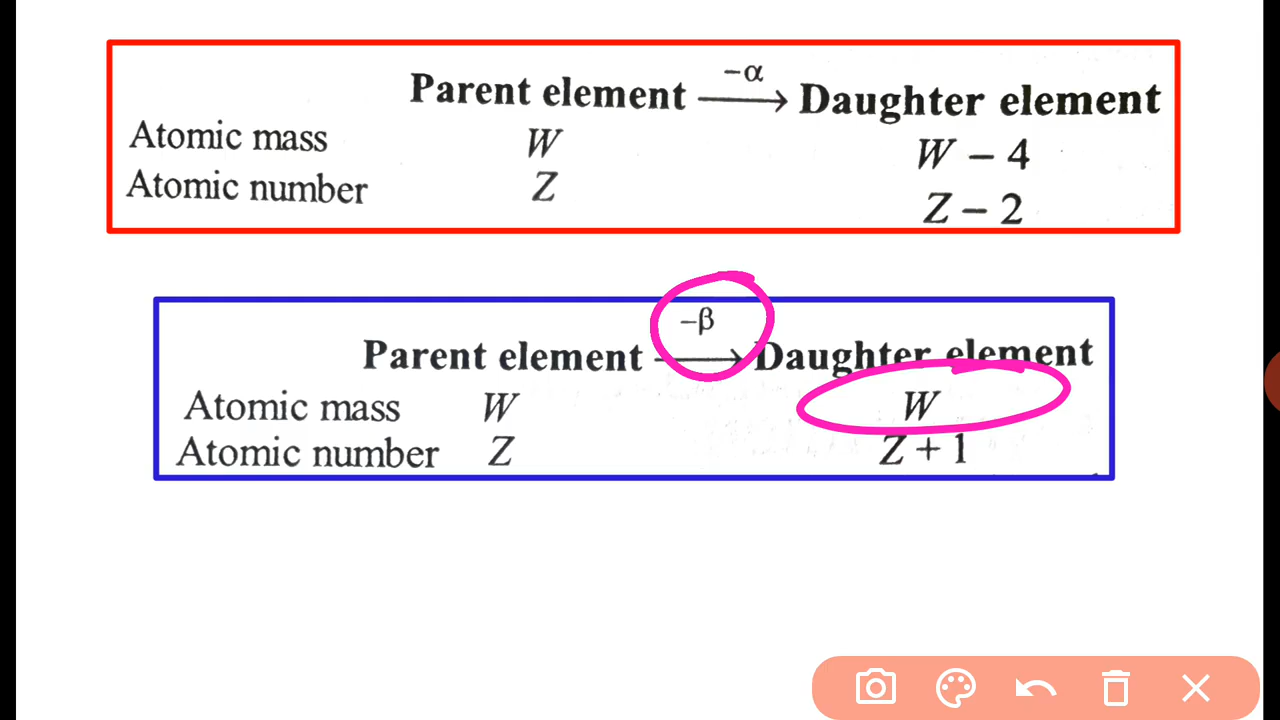 Parent element —−α→ Daughter element
Atomic mass W W − 4
Atomic number Z Z − 2
Parent element —−β→ Daughter element
Atomic mass W W
Atomic number Z Z + 1